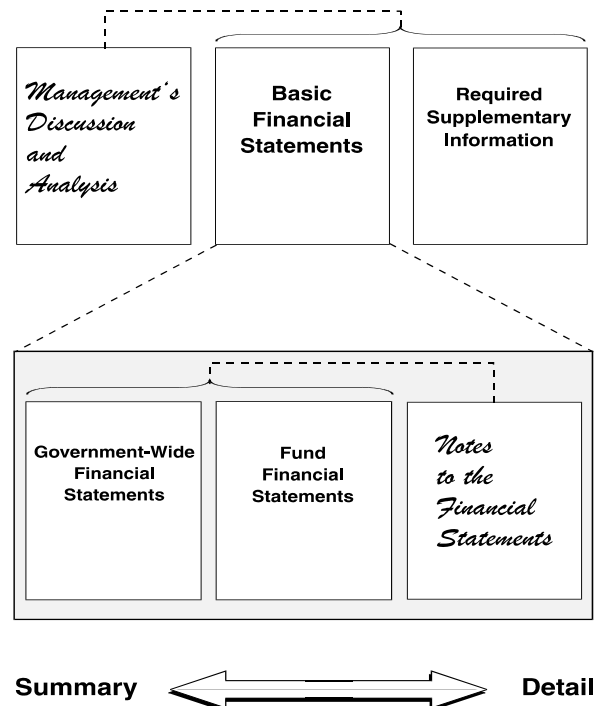 Management's
Discussion
and
Analysis
Basic
Financial
Statements
Required
Supplementary
Information
Government-Wide
Financial
Statements
Fund
Financial
Statements
Notes
to the
Financial
Statements
Summary
Detail